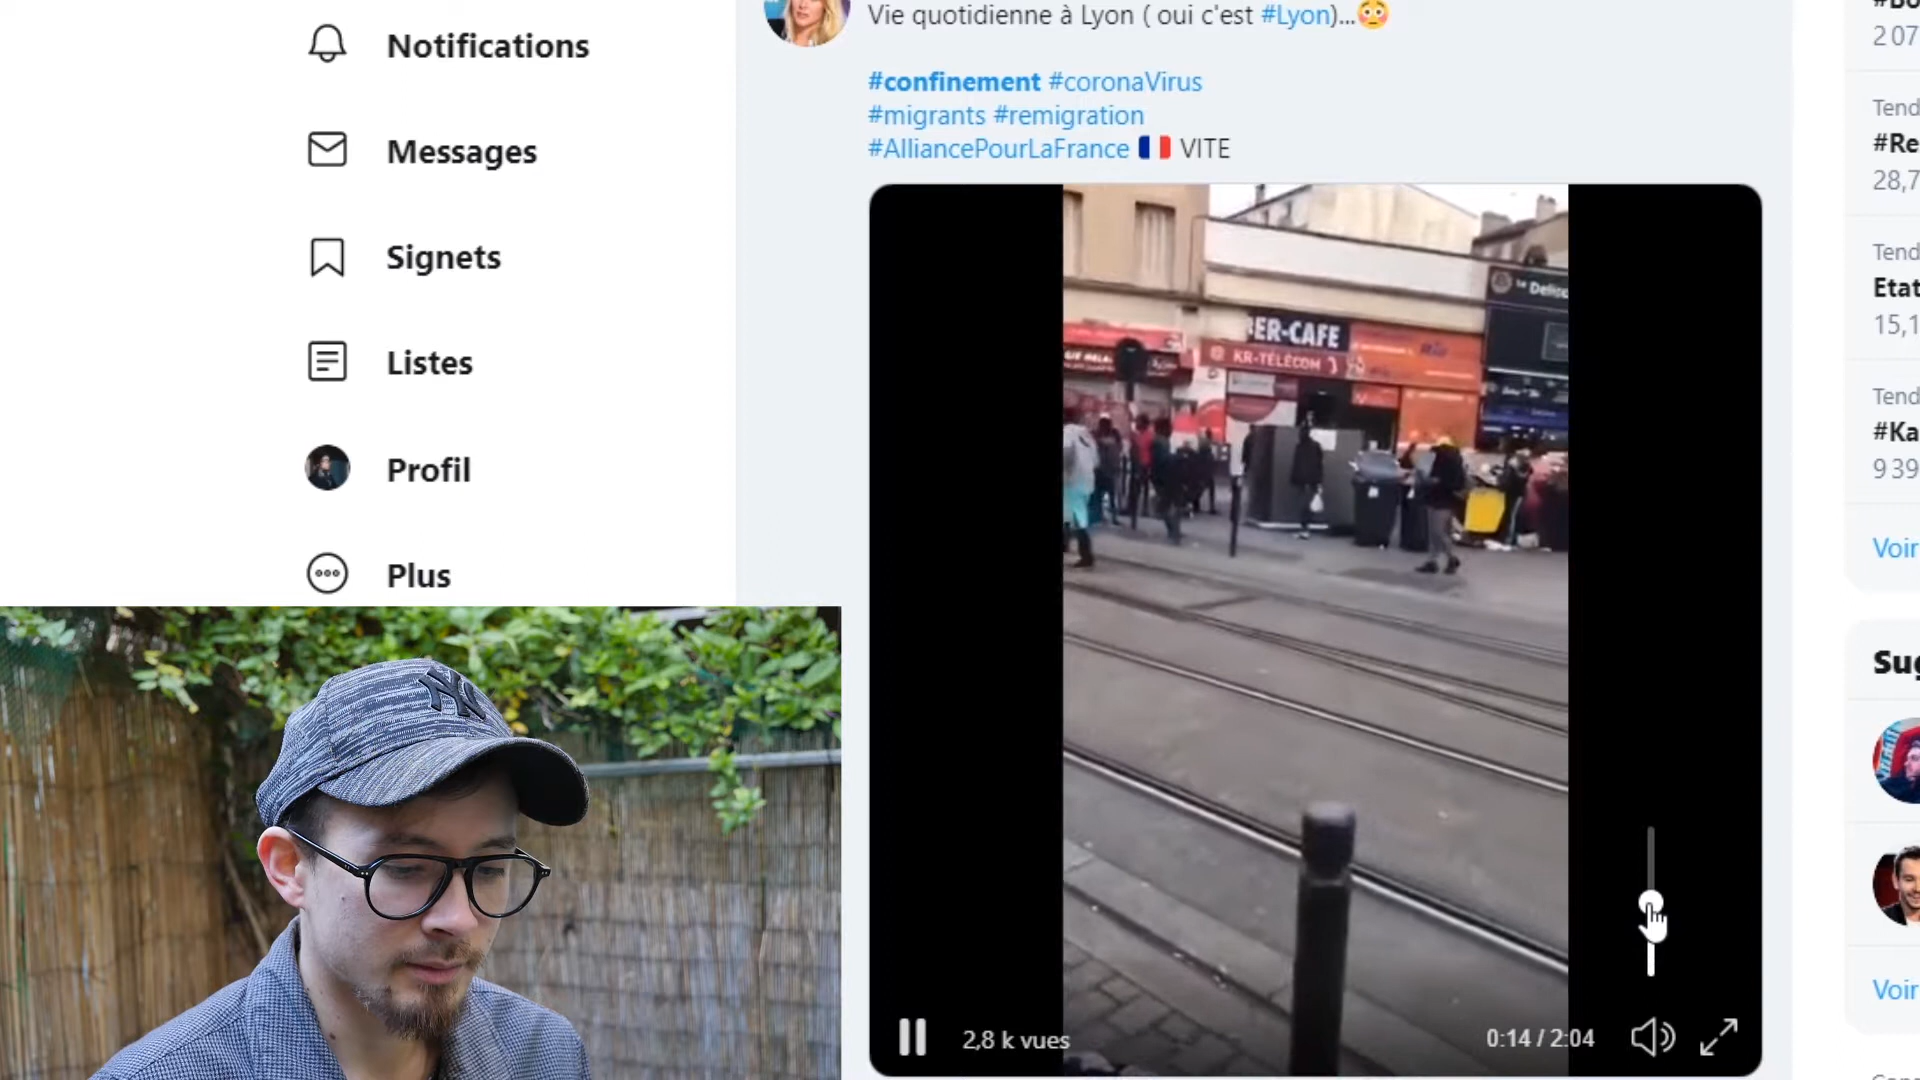 Notifications
Messages
Signets
Listes
Profil
Plus
Vie quotidienne à Lyon ( oui c'est #Lyon)...😳
#confinement #coronaVirus
#migrants #remigration
#AlliancePourLaFrance 🇫🇷 VITE
ER-CAFE
KR-TÉLÉCOM
2,8 k vues
0:14 / 2:04
NY
2 07
Tend
#Re
28,7
Tend
Etat
15,1
Tend
#Ka
9 39
Voir
Sug
Voir